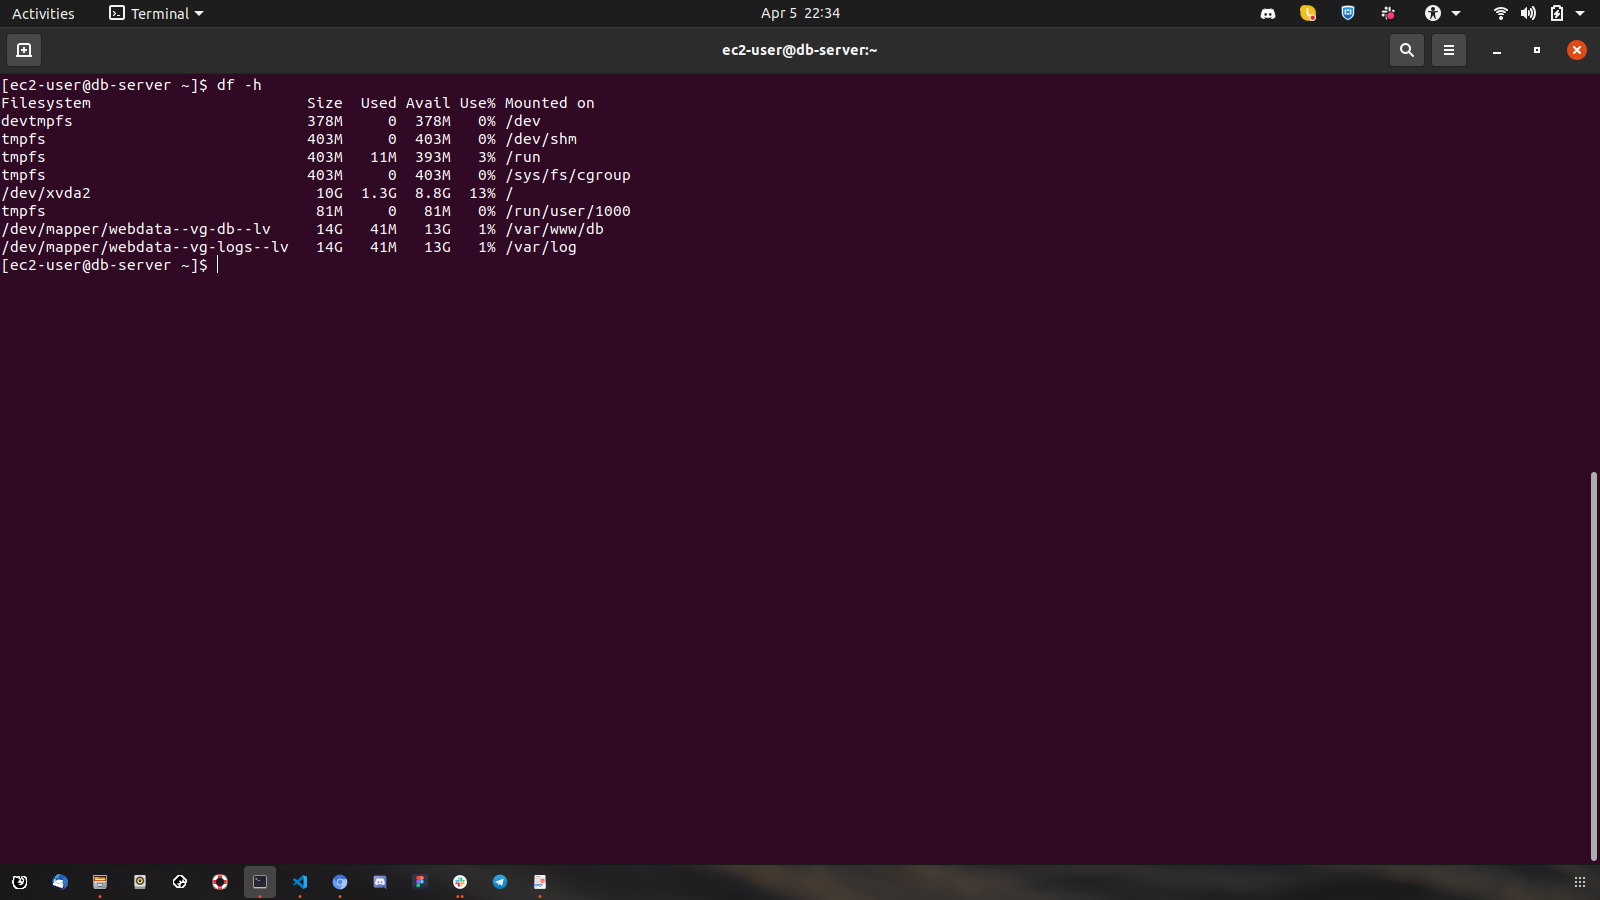 Activities Terminal Apr 5 22:34
ec2-user@db-server:~
[ec2-user@db-server ~]$ df -h
Filesystem                        Size  Used Avail Use% Mounted on
devtmpfs                          378M     0  378M   0% /dev
tmpfs                             403M     0  403M   0% /dev/shm
tmpfs                             403M   11M  393M   3% /run
tmpfs                             403M     0  403M   0% /sys/fs/cgroup
/dev/xvda2                         10G  1.3G  8.8G  13% /
tmpfs                              81M     0   81M   0% /run/user/1000
/dev/mapper/webdata--vg-db--lv     14G   41M   13G   1% /var/www/db
/dev/mapper/webdata--vg-logs--lv   14G   41M   13G   1% /var/log
[ec2-user@db-server ~]$